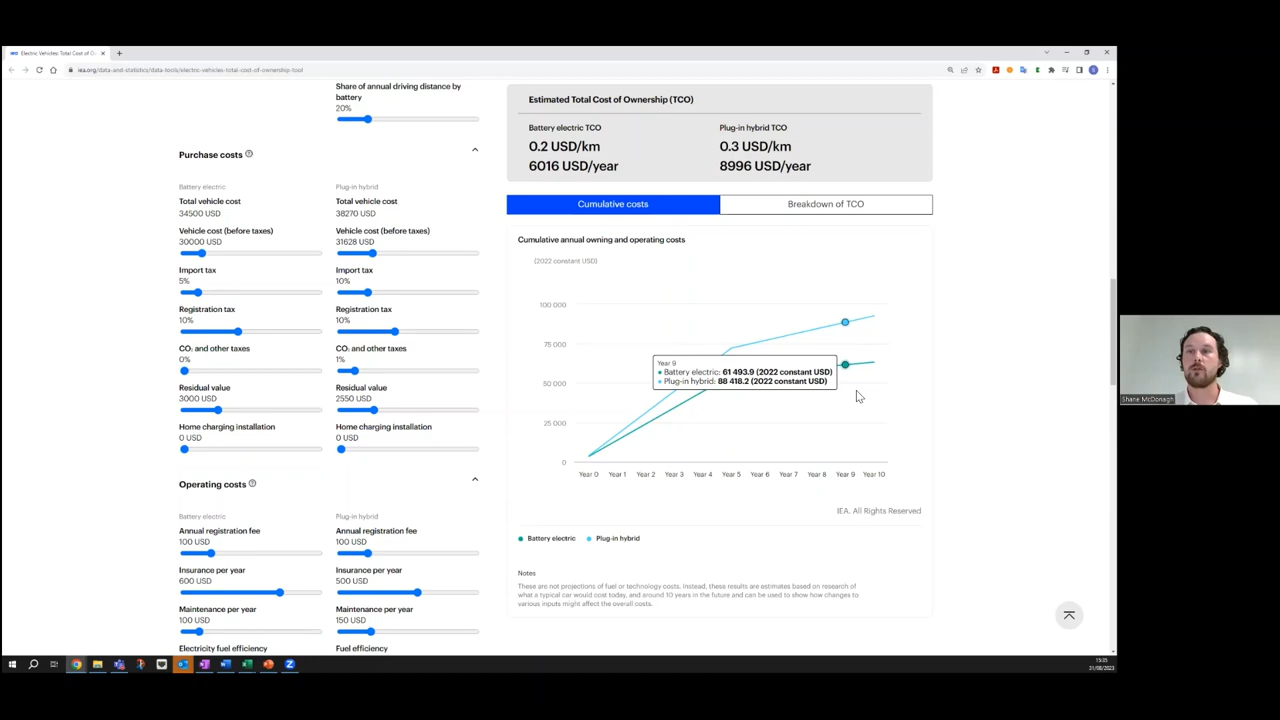 Electric Vehicles: Total Cost of O
iea.org/data-and-statistics/data-tools/electric-vehicles-total-cost-of-ownership-tool
Share of annual driving distance by
battery
20%
Purchase costs
Battery electric
Plug-in hybrid
Total vehicle cost
34500 USD
Total vehicle cost
38270 USD
Vehicle cost (before taxes)
30000 USD
Vehicle cost (before taxes)
31628 USD
Import tax
5%
Import tax
10%
Registration tax
10%
Registration tax
10%
CO₂ and other taxes
0%
CO₂ and other taxes
1%
Residual value
3000 USD
Residual value
2550 USD
Home charging installation
0 USD
Home charging installation
0 USD
Operating costs
Battery electric
Plug-in hybrid
Annual registration fee
100 USD
Annual registration fee
100 USD
Insurance per year
600 USD
Insurance per year
500 USD
Maintenance per year
100 USD
Maintenance per year
150 USD
Electricity fuel efficiency
Fuel efficiency
Estimated Total Cost of Ownership (TCO)
Battery electric TCO
0.2 USD/km
6016 USD/year
Plug-in hybrid TCO
0.3 USD/km
8996 USD/year
Cumulative costs
Breakdown of TCO
Cumulative annual owning and operating costs
(2022 constant USD)
100 000
75 000
50 000
25 000
0
Year 9
Battery electric: 61 493.9 (2022 constant USD)
Plug-in hybrid: 88 418.2 (2022 constant USD)
Year 0 Year 1 Year 2 Year 3 Year 4 Year 5 Year 6 Year 7 Year 8 Year 9 Year 10
IEA. All Rights Reserved
Battery electric Plug-in hybrid
Notes
These are not projections of fuel or technology costs. Instead, these results are estimates based on research of
what a typical car would cost today, and around 10 years in the future and can be used to show how changes to
various inputs might affect the overall costs.
Shane McDonagh
15:35
31/08/2023